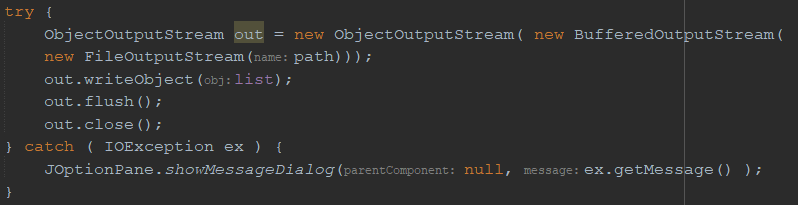 try {
    ObjectOutputStream out = new ObjectOutputStream( new BufferedOutputStream(
    new FileOutputStream( name: path)));
    out.writeObject( obj: list);
    out.flush();
    out.close();
} catch ( IOException ex ) {
    JOptionPane.showMessageDialog( parentComponent: null, message: ex.getMessage() );
}